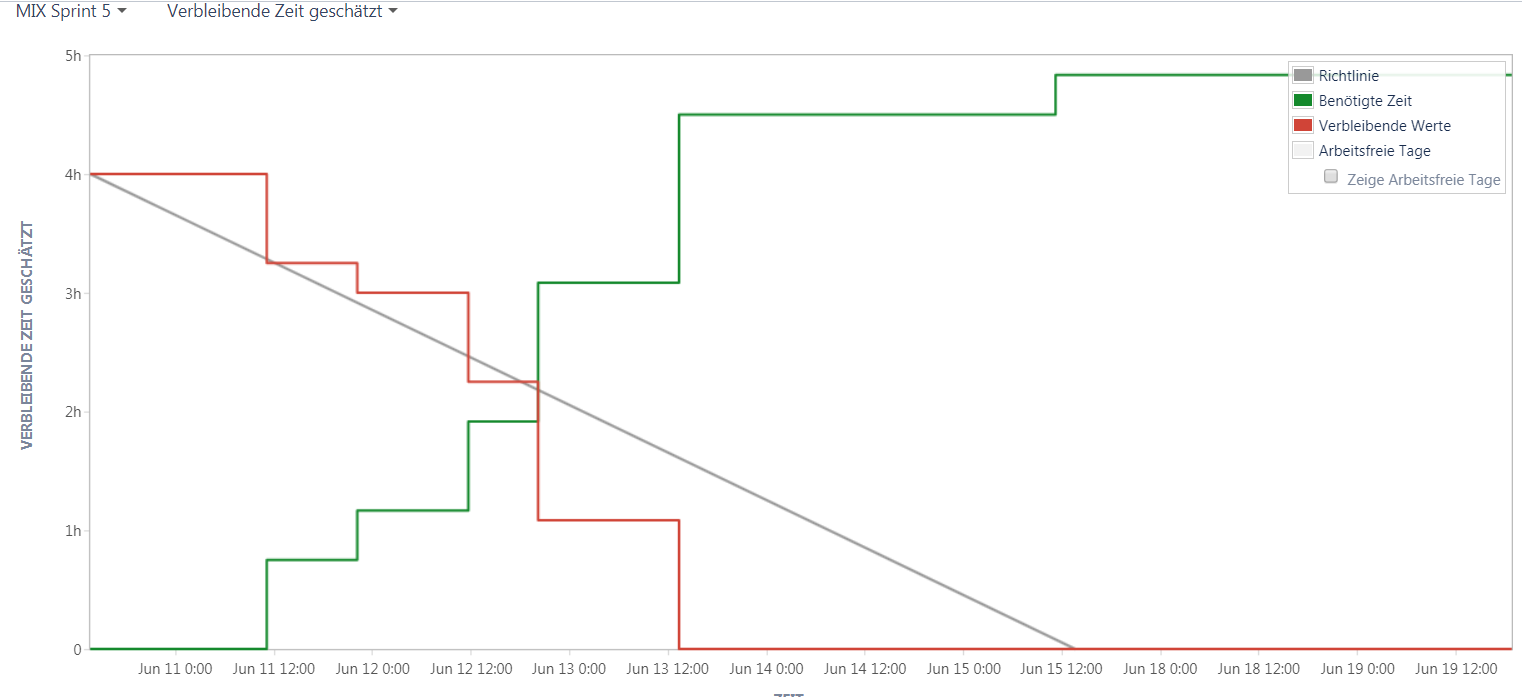 MIX Sprint 5 Verbleibende Zeit geschätzt
VERBLEIBENDE ZEIT GESCHÄTZT
5h
4h
3h
2h
1h
0
Richtlinie
Benötigte Zeit
Verbleibende Werte
Arbeitsfreie Tage
Zeige Arbeitsfreie Tage
Jun 11 0:00 Jun 11 12:00 Jun 12 0:00 Jun 12 12:00 Jun 13 0:00 Jun 13 12:00 Jun 14 0:00 Jun 14 12:00 Jun 15 0:00 Jun 15 12:00 Jun 18 0:00 Jun 18 12:00 Jun 19 0:00 Jun 19 12:00
ZEIT